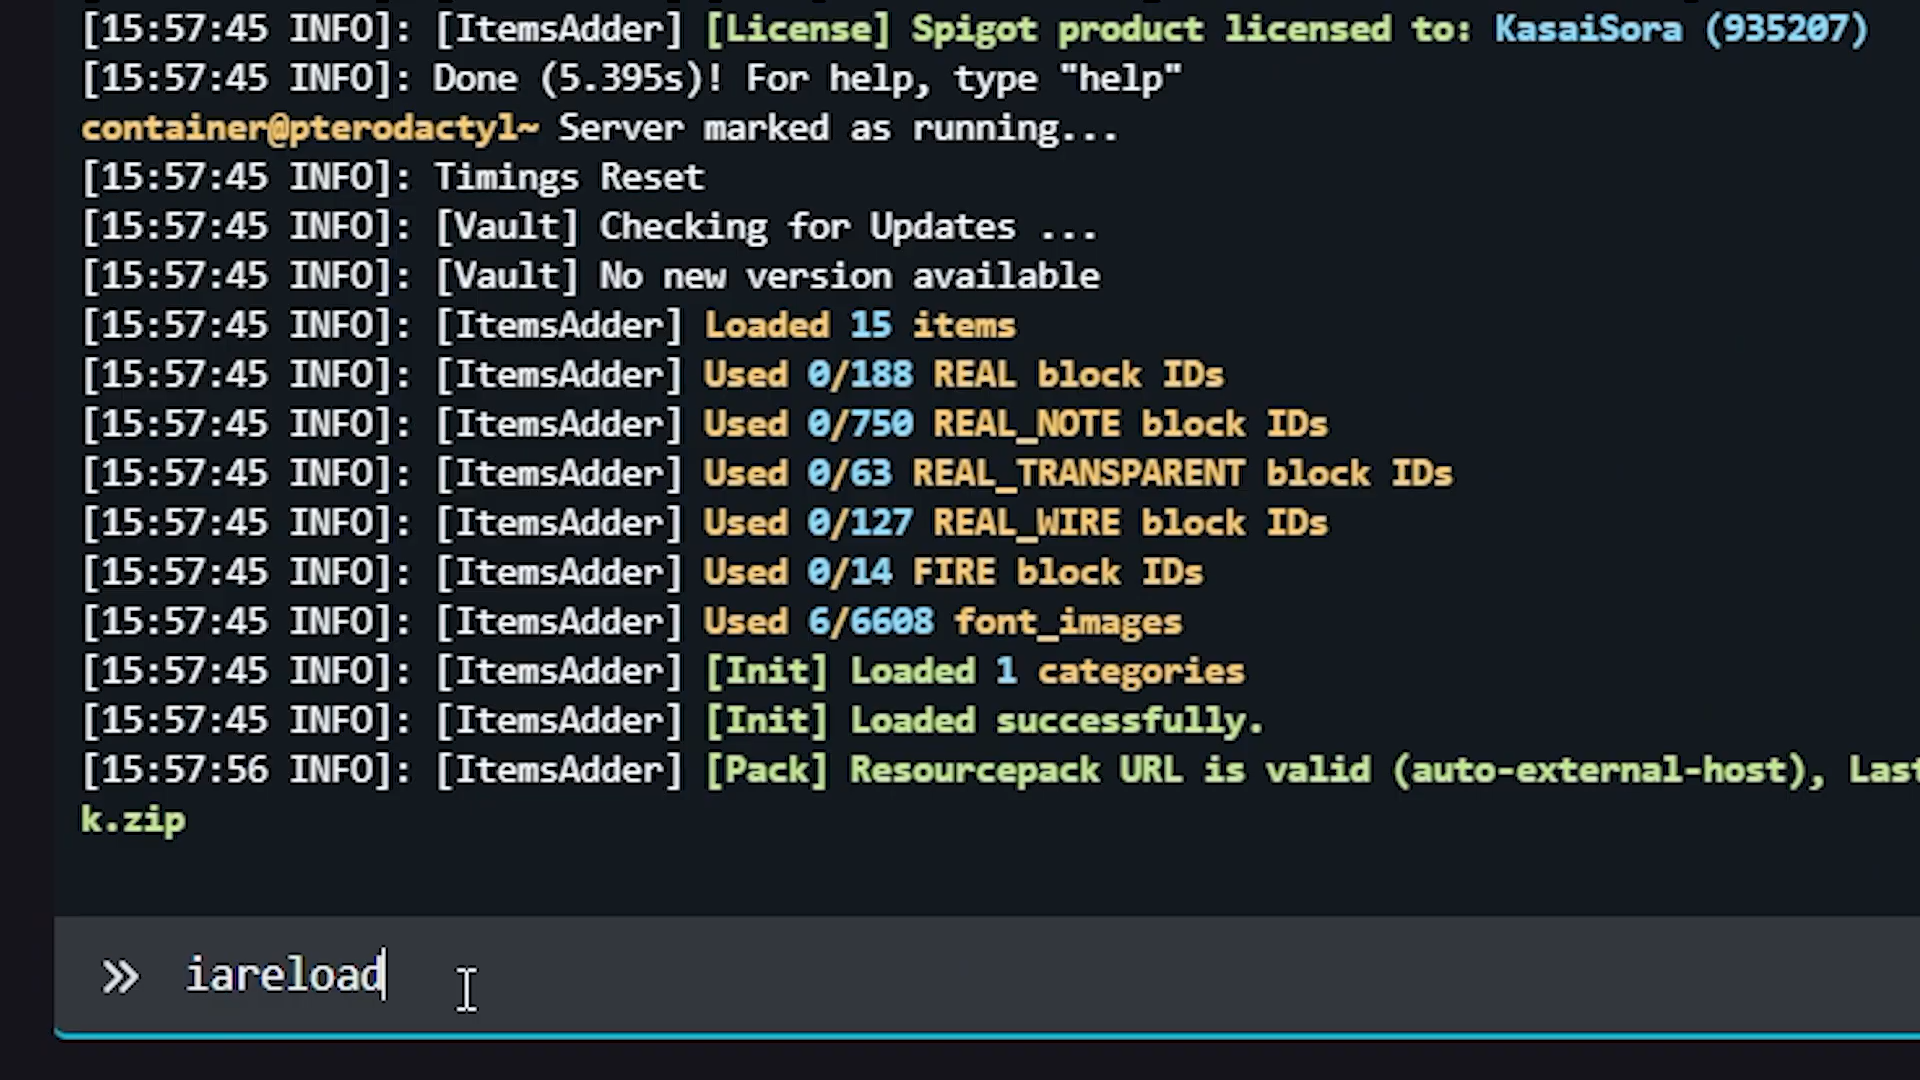 [15:57:45 INFO]: [ItemsAdder] [License] Spigot product licensed to: KasaiSora (935207)
[15:57:45 INFO]: Done (5.395s)! For help, type "help"
container@pterodactyl~ Server marked as running...
[15:57:45 INFO]: Timings Reset
[15:57:45 INFO]: [Vault] Checking for Updates ...
[15:57:45 INFO]: [Vault] No new version available
[15:57:45 INFO]: [ItemsAdder] Loaded 15 items
[15:57:45 INFO]: [ItemsAdder] Used 0/188 REAL block IDs
[15:57:45 INFO]: [ItemsAdder] Used 0/750 REAL_NOTE block IDs
[15:57:45 INFO]: [ItemsAdder] Used 0/63 REAL_TRANSPARENT block IDs
[15:57:45 INFO]: [ItemsAdder] Used 0/127 REAL_WIRE block IDs
[15:57:45 INFO]: [ItemsAdder] Used 0/14 FIRE block IDs
[15:57:45 INFO]: [ItemsAdder] Used 6/6608 font_images
[15:57:45 INFO]: [ItemsAdder] [Init] Loaded 1 categories
[15:57:45 INFO]: [ItemsAdder] [Init] Loaded successfully.
[15:57:56 INFO]: [ItemsAdder] [Pack] Resourcepack URL is valid (auto-external-host), Last
k.zip
» iareload